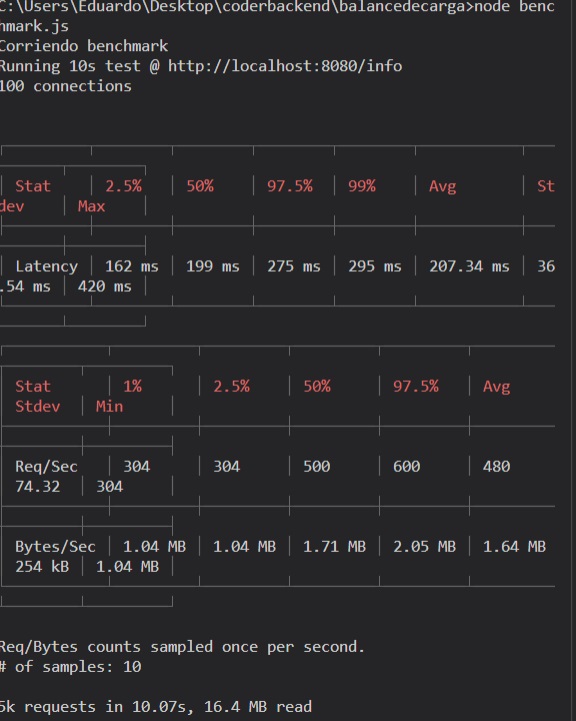 C:\Users\Eduardo\Desktop\coderbackend\balancedecarga>node benc
hmark.js
Corriendo benchmark
Running 10s test @ http://localhost:8080/info
100 connections
Stat 2.5% 50% 97.5% 99% Avg St
dev Max
Latency 162 ms 199 ms 275 ms 295 ms 207.34 ms 36
.54 ms 420 ms
Stat 1% 2.5% 50% 97.5% Avg
Stdev Min
Req/Sec 304 304 500 600 480
74.32 304
Bytes/Sec 1.04 MB 1.04 MB 1.71 MB 2.05 MB 1.64 MB
254 kB 1.04 MB
Req/Bytes counts sampled once per second.
# of samples: 10
5k requests in 10.07s, 16.4 MB read